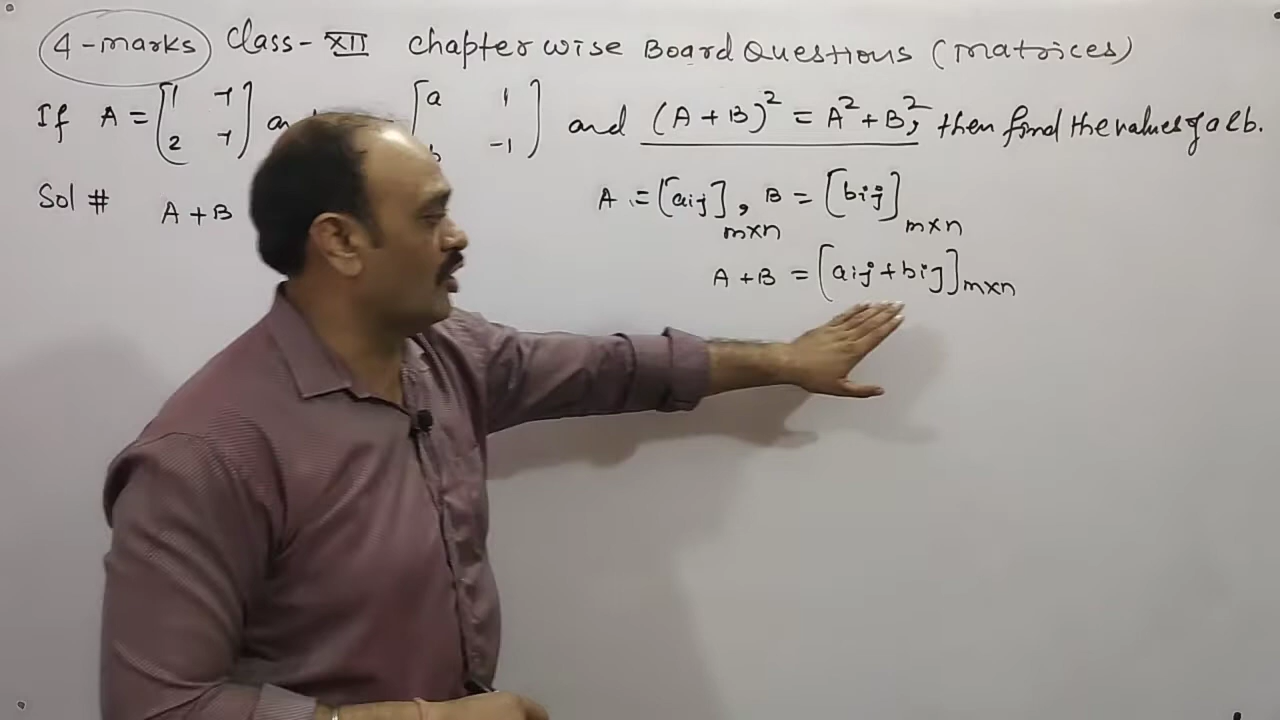 4-marks Class-XII Chapterwise Board Questions (Matrices)
If A = [1 -1] [a 1] and (A+B)² = A²+B², then find the values of a & b.
[2 -1] [ -1]
Sol # A+B A = [aij]m×n, B = [bij]m×n
A+B = [aij+bij]m×n